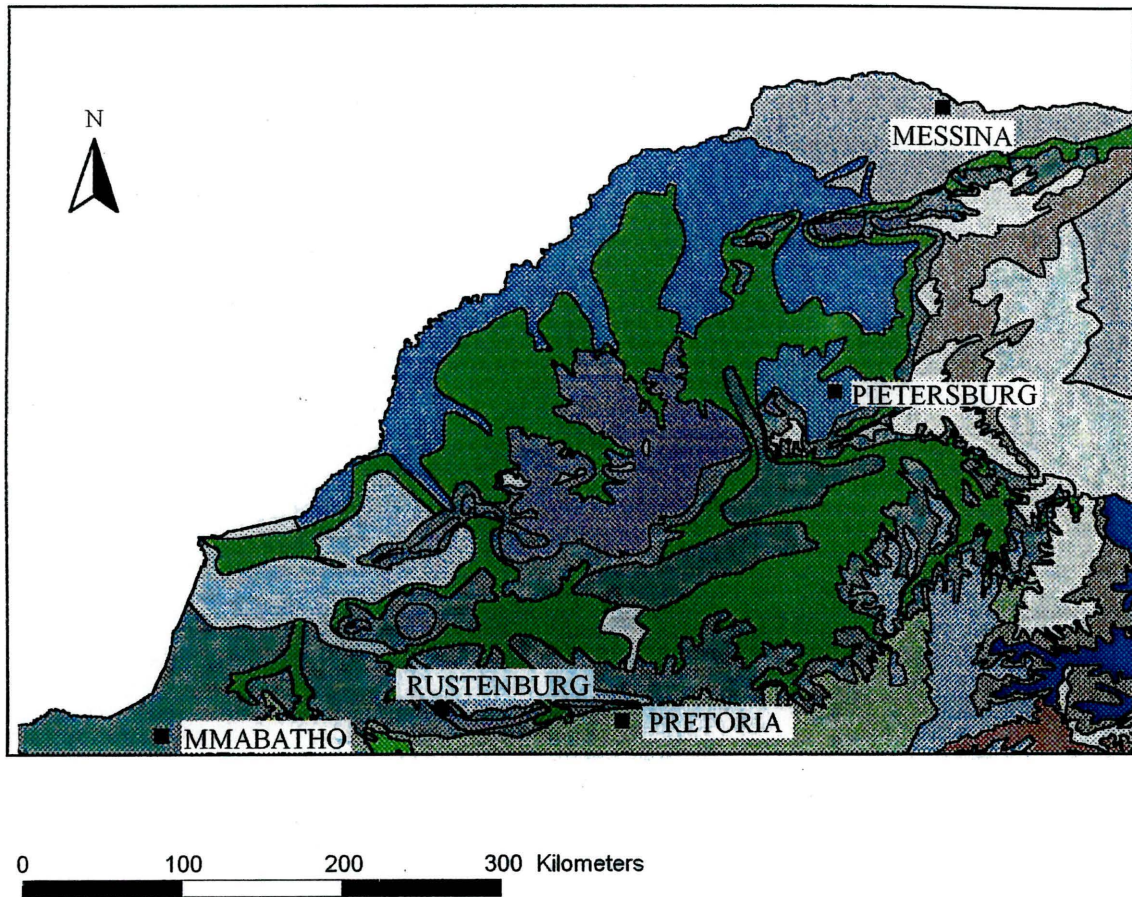 N
MESSINA
PIETERSBURG
RUSTENBURG
PRETORIA
MMABATHO
0 100 200 300 Kilometers